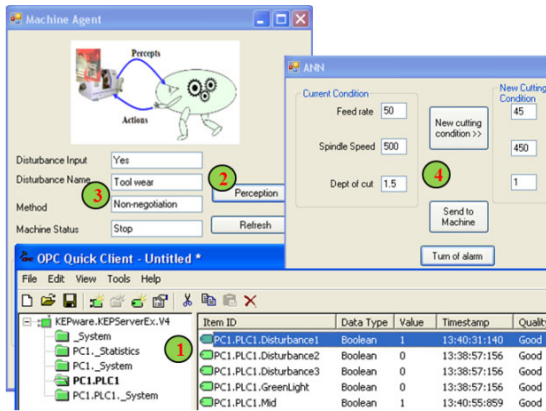 Machine Agent
Percepts
Actions
Disturbance Input Yes
Disturbance Name Tool wear
2
3
Perception
Method Non-negotiation
Machine Status Stop
Refresh
ANN
Current Condition
New Cutting Condition
Feed rate 50
45
New cutting condition >>
Spindle Speed 500
450
Dept of cut 1.5
4
1
Send to Machine
Turn of alarm
OPC Quick Client - Untitled *
File Edit View Tools Help
KEPware.KEPServerEx.V4
_System
PC1._Statistics
PC1._System
PC1.PLC1
PC1.PLC1._System
1
Item ID Data Type Value Timestamp Quality
PC1.PLC1.Disturbance1 Boolean 1 13:40:31:140 Good
PC1.PLC1.Disturbance2 Boolean 0 13:38:57:156 Good
PC1.PLC1.Disturbance3 Boolean 0 13:38:57:156 Good
PC1.PLC1.GreenLight Boolean 0 13:38:57:156 Good
PC1.PLC1.Mid Boolean 1 13:40:55:859 Good